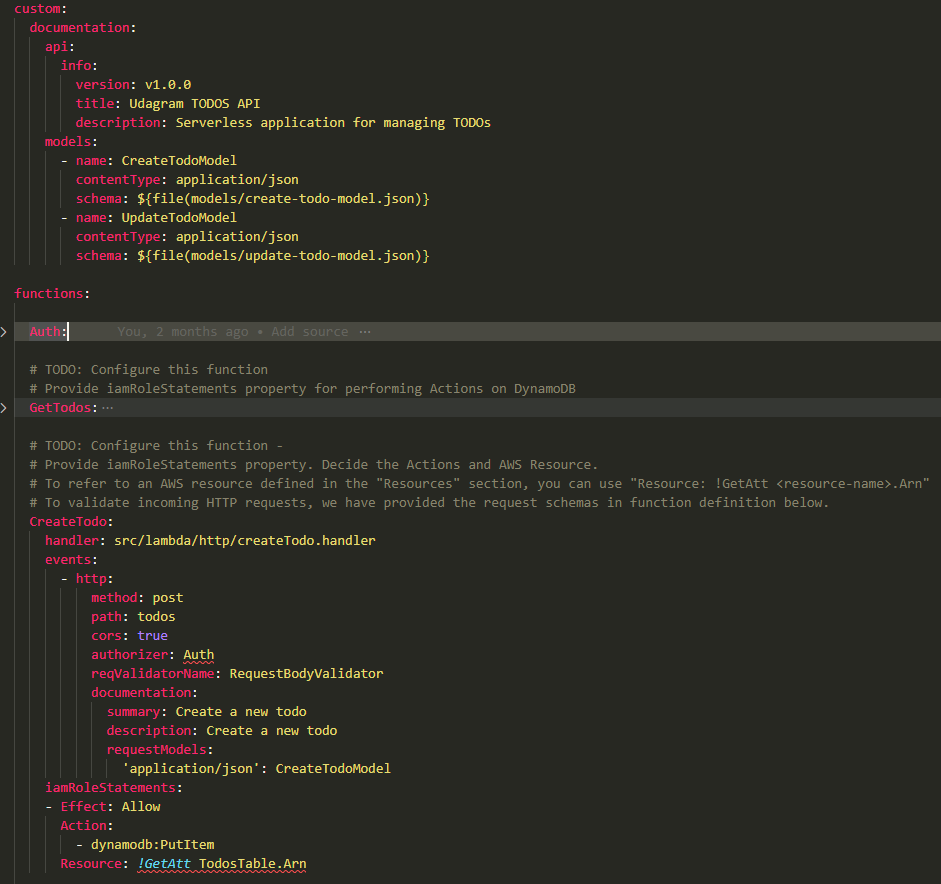 custom:
documentation:
api:
info:
version: v1.0.0
title: Udagram TODOS API
description: Serverless application for managing TODOs
models:
- name: CreateTodoModel
contentType: application/json
schema: ${file(models/create-todo-model.json)}
- name: UpdateTodoModel
contentType: application/json
schema: ${file(models/update-todo-model.json)}
functions:
Auth: You, 2 months ago • Add source ⋯
# TODO: Configure this function
# Provide iamRoleStatements property for performing Actions on DynamoDB
GetTodos: ⋯
# TODO: Configure this function -
# Provide iamRoleStatements property. Decide the Actions and AWS Resource.
# To refer to an AWS resource defined in the "Resources" section, you can use "Resource: !GetAtt <resource-name>.Arn"
# To validate incoming HTTP requests, we have provided the request schemas in function definition below.
CreateTodo:
handler: src/lambda/http/createTodo.handler
events:
- http:
method: post
path: todos
cors: true
authorizer: Auth
reqValidatorName: RequestBodyValidator
documentation:
summary: Create a new todo
description: Create a new todo
requestModels:
'application/json': CreateTodoModel
iamRoleStatements:
- Effect: Allow
Action:
- dynamodb:PutItem
Resource: !GetAtt TodosTable.Arn